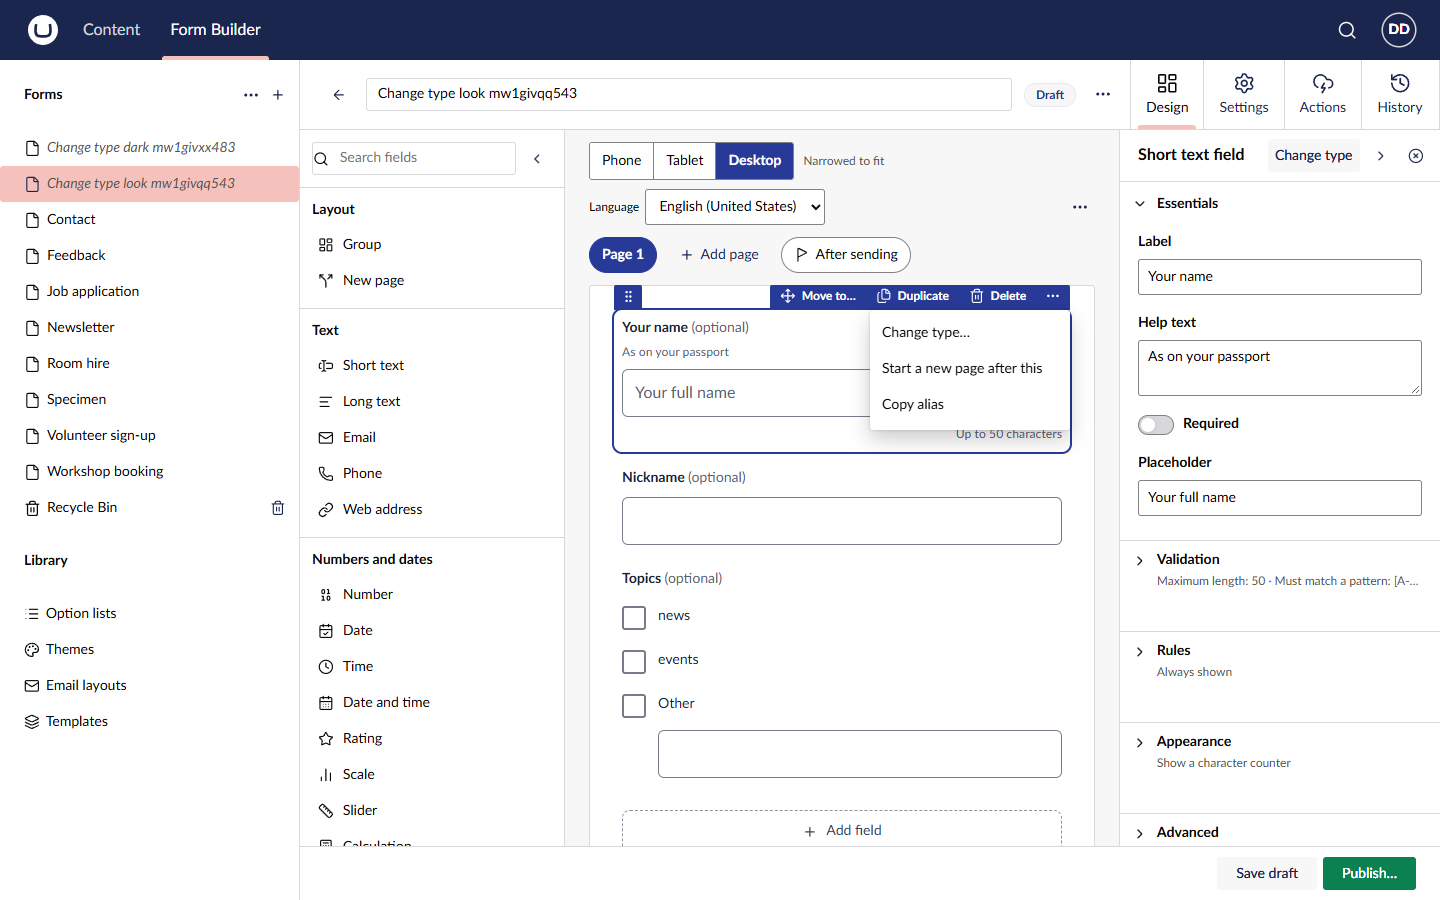 Content
Form Builder
DD
Forms
Change type dark mw1givxx483
Change type look mw1givqq543
Contact
Feedback
Job application
Newsletter
Room hire
Specimen
Volunteer sign-up
Workshop booking
Recycle Bin
Library
Option lists
Themes
Email layouts
Templates
Change type look mw1givqq543
Draft
Design
Settings
Actions
History
Search fields
Layout
Group
New page
Text
Short text
Long text
Email
Phone
Web address
Numbers and dates
Number
Date
Time
Date and time
Rating
Scale
Slider
Calculation
Phone
Tablet
Desktop
Narrowed to fit
Language
English (United States)
Page 1
Add page
After sending
Move to...
Duplicate
Delete
Your name (optional)
As on your passport
Your full name
Up to 50 characters
Change type...
Start a new page after this
Copy alias
Nickname (optional)
Topics (optional)
news
events
Other
Add field
Short text field
Change type
Essentials
Label
Your name
Help text
As on your passport
Required
Placeholder
Your full name
Validation
Maximum length: 50 · Must match a pattern: [A-...
Rules
Always shown
Appearance
Show a character counter
Advanced
Save draft
Publish...